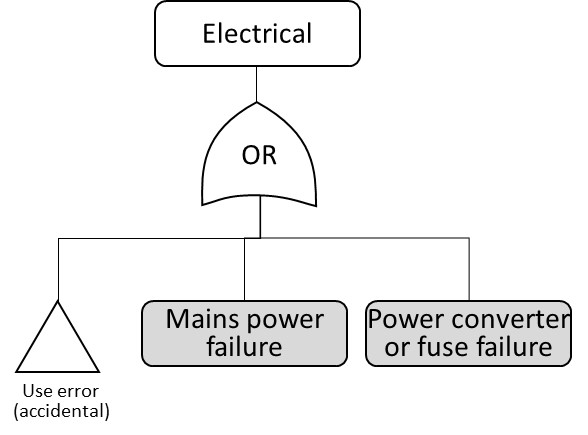 Electrical
OR
Mains power
failure
Power converter
or fuse failure
Use error
(accidental)